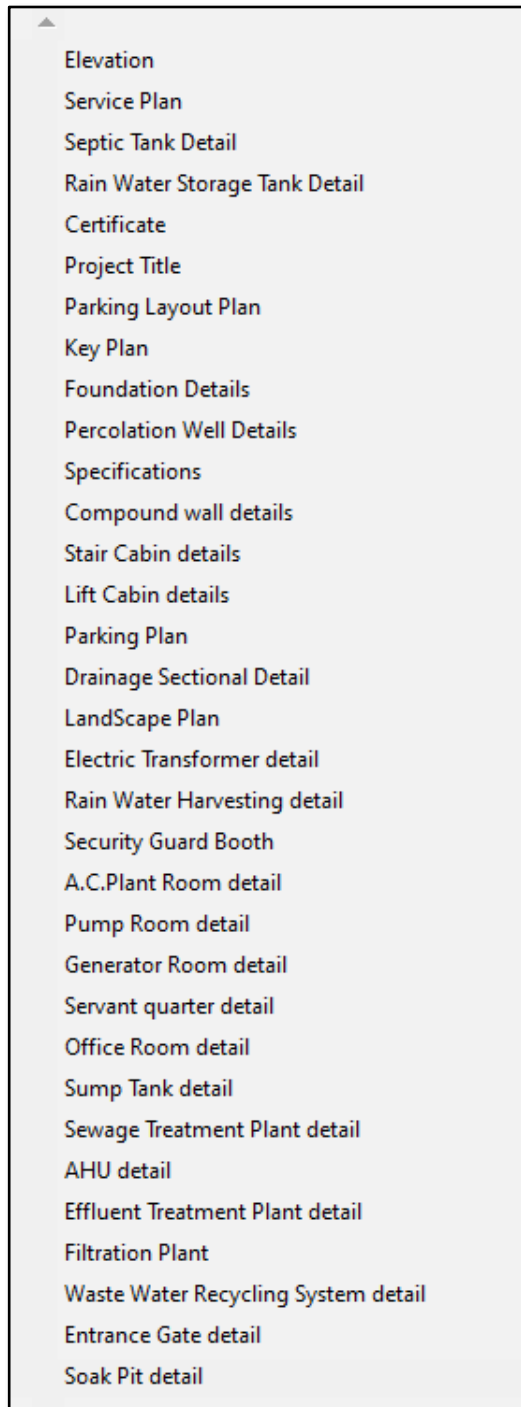 Elevation
Service Plan
Septic Tank Detail
Rain Water Storage Tank Detail
Certificate
Project Title
Parking Layout Plan
Key Plan
Foundation Details
Percolation Well Details
Specifications
Compound wall details
Stair Cabin details
Lift Cabin details
Parking Plan
Drainage Sectional Detail
LandScape Plan
Electric Transformer detail
Rain Water Harvesting detail
Security Guard Booth
A.C.Plant Room detail
Pump Room detail
Generator Room detail
Servant quarter detail
Office Room detail
Sump Tank detail
Sewage Treatment Plant detail
AHU detail
Effluent Treatment Plant detail
Filtration Plant
Waste Water Recycling System detail
Entrance Gate detail
Soak Pit detail